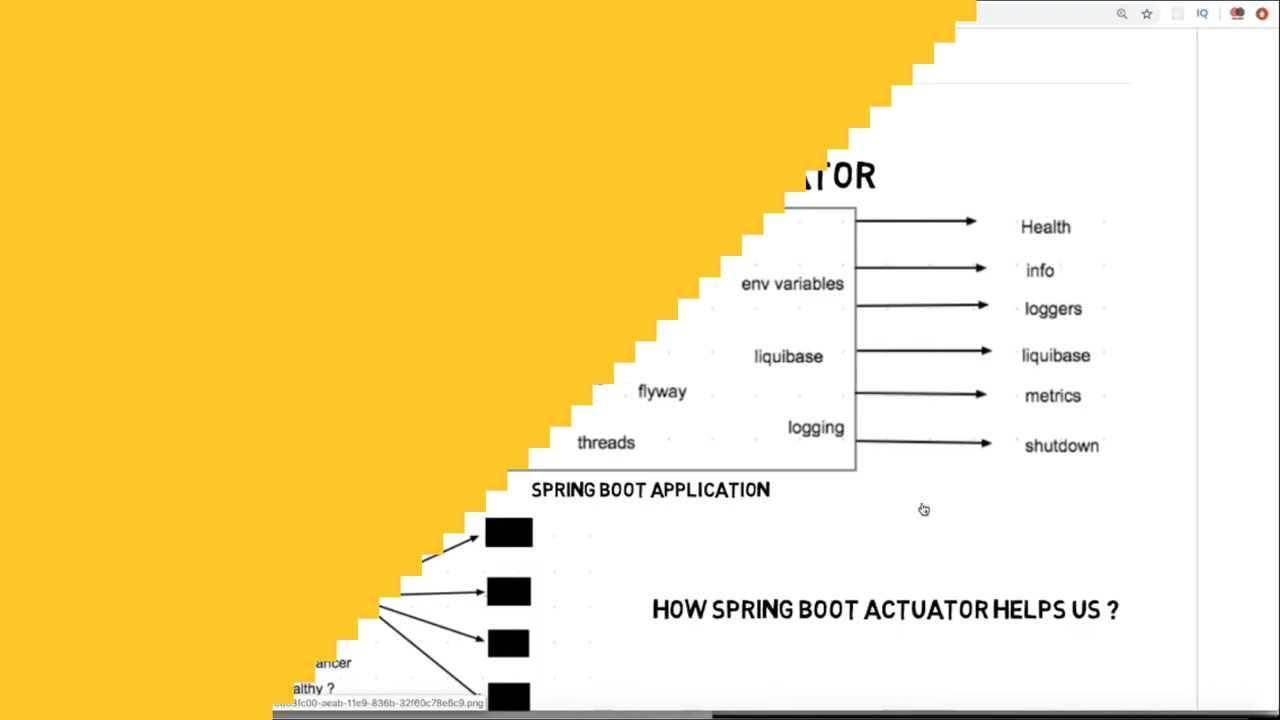 IQ
ATOR
Health
info
env variables
loggers
liquibase
liquibase
flyway
metrics
logging
threads
shutdown
SPRING BOOT APPLICATION
HOW SPRING BOOT ACTUATOR HELPS US ?
ancer
althy ?